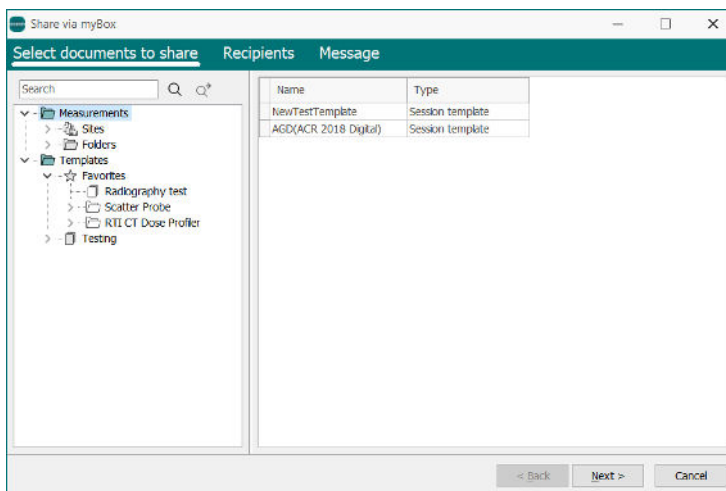 Share via myBox
Select documents to share Recipients Message
Search
Measurements
Sites
Folders
Templates
Favorites
Radiography test
Scatter Probe
RTI CT Dose Profiler
Testing
Name Type
NewTestTemplate Session template
AGD(ACR 2018 Digital) Session template
< Back Next > Cancel